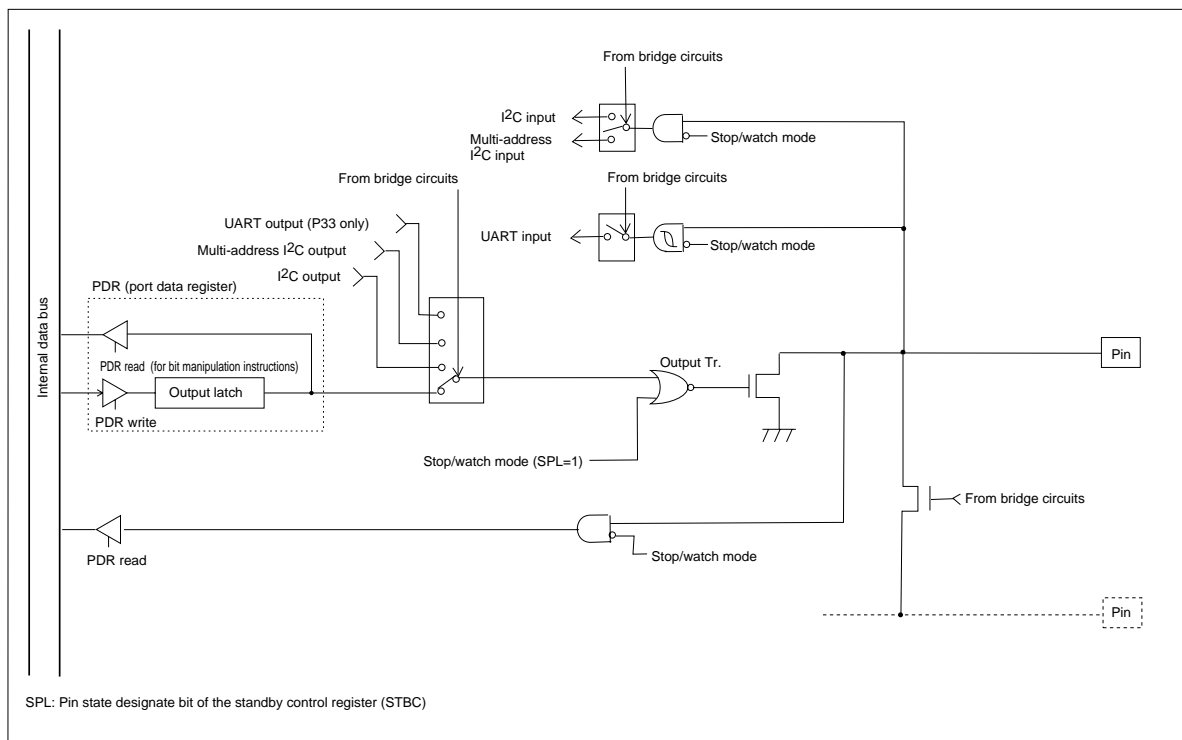 From bridge circuits
I2C input
Multi-address
I2C input
Stop/watch mode
From bridge circuits
From bridge circuits
UART output (P33 only)
UART input
Stop/watch mode
Multi-address I2C output
I2C output
PDR (port data register)
Internal data bus
PDR read (for bit manipulation instructions)
Output latch
PDR write
Output Tr.
Pin
Stop/watch mode (SPL=1)
From bridge circuits
PDR read
Stop/watch mode
Pin
SPL: Pin state designate bit of the standby control register (STBC)